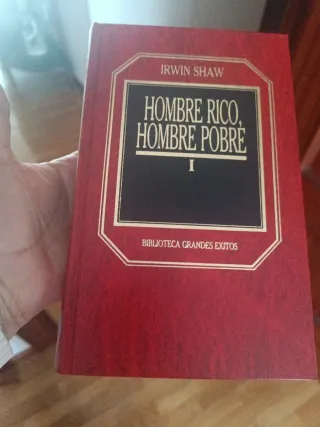 IRWIN SHAW
HOMBRE RICO,
HOMBRE POBRE
I
BIBLIOTECA GRANDES EXITOS